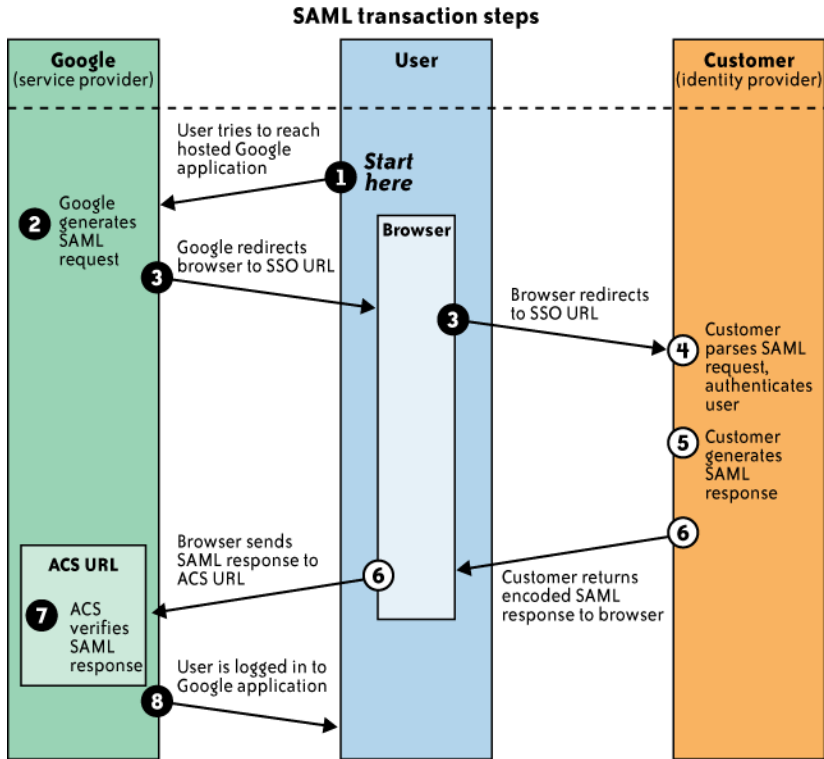 SAML transaction steps
Google
(service provider)
User
Customer
(identity provider)
User tries to reach
hosted Google
application
1
Start
here
2
Google
generates
SAML
request
3
Google redirects
browser to SSO URL
Browser
3
Browser redirects
to SSO URL
4
Customer
parses SAML
request,
authenticates
user
5
Customer
generates
SAML
response
6
Customer returns
encoded SAML
response to browser
6
Browser sends
SAML response to
ACS URL
ACS URL
7
ACS
verifies
SAML
response
8
User is logged in to
Google application